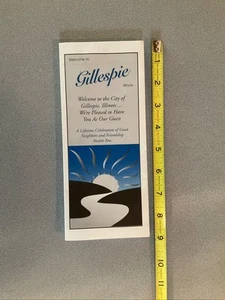 WELCOME TO
Gillespie
Illinois
Welcome to the City of
Gillespie, Illinois . . .
We're Pleased to Have
You As Our Guest
A Lifetime Celebration of Good
Neighbors and Friendship
Awaits You.
1
2
3
4
5
6
7
8
9
10
11